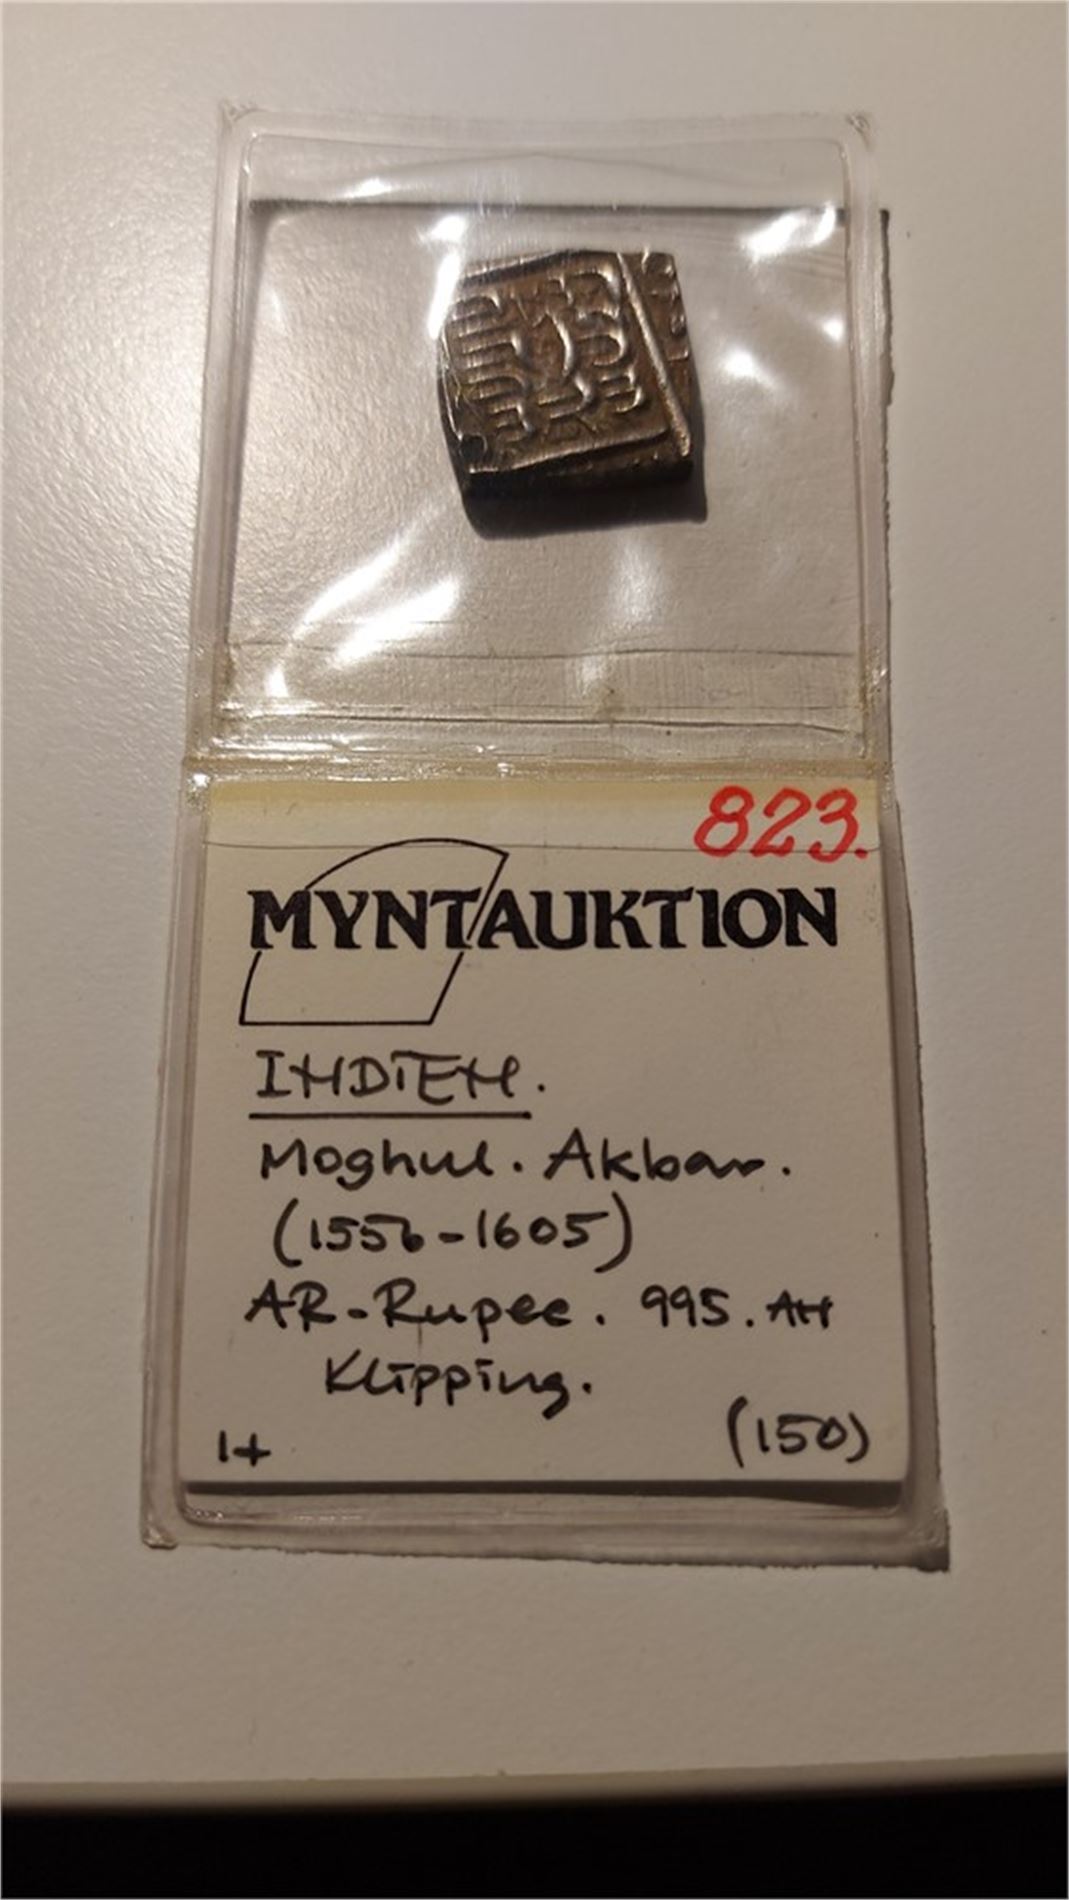 823.
MYNTAUKTION
INDIEN.
Moghul. Akbar.
(1556-1605)
AR-Rupee. 995. AH
Klipping.
1+ (150)